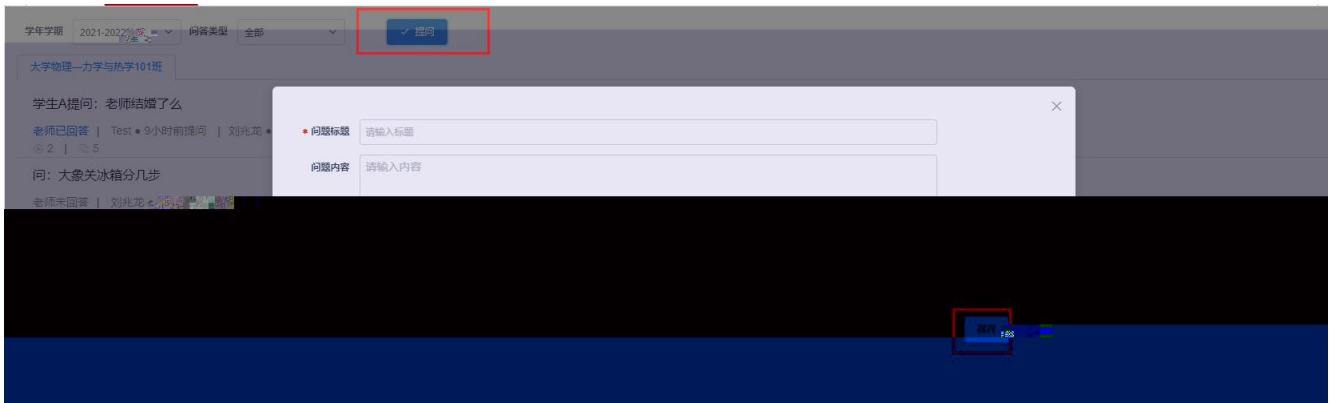 学年学期 2021-2022 问答类型 全部 提问
大学物理—力学与热学101班
学生A提问：老师结婚了么
老师已回答 | Test ● 9小时前提问 | 刘兆龙 ●
2 | 5
* 问题标题 请输入标题
问题内容 请输入内容
问：大象关冰箱分几步
老师未回答 | 刘兆龙